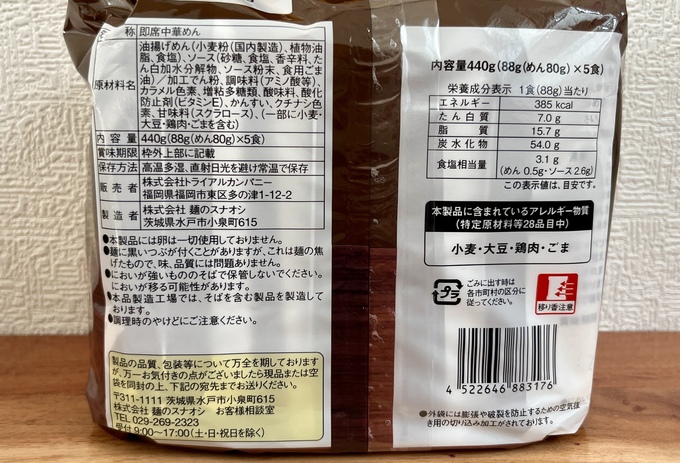 称 即席中華めん
原材料名
油揚げめん(小麦粉(国内製造)、植物油
脂、食塩)、ソース(砂糖、食塩、香辛料、た
ん白加水分解物、ソース粉末、食用ごま
油)/加工でん粉、調味料(アミノ酸等)、
カラメル色素、増粘多糖類、酸味料、酸化
防止剤(ビタミンE)、かんすい、クチナシ色
素、甘味料(スクラロース)、(一部に小麦・
大豆・鶏肉・ごまを含む)
内容量 440g(88g(めん80g)×5食)
賞味期限 枠外上部に記載
保存方法 高温多湿、直射日光を避け常温で保存
販売者 株式会社トライアルカンパニー
福岡県福岡市東区多の津1-12-2
製造者 株式会社 麺のスナオシ
茨城県水戸市小泉町615
●本製品には卵は一切使用しておりません。
●麺に黒いつぶが付くことがありますが、これは麺の焦
げたもので、味、品質には問題ありません。
●においが強いもののそばで保管しないでください。
においが移る可能性があります。
●本品製造工場では、そばを含む製品を製造して
おります。
●調理時のやけどにご注意ください。
製品の品質、包装等について万全を期しております
が、万一お気付きの点がございましたら現品または空
袋を同封の上、下記の宛先までお送りください。
〒311-1111 茨城県水戸市小泉町615
株式会社 麺のスナオシ お客様相談室
TEL 029-269-2323
受付 9:00~17:00(土・日・祝日を除く)
内容量440g(88g(めん80g)×5食)
栄養成分表示 1食(88g)当たり
エネルギー 385 kcal
たん白質 7.0 g
脂質 15.7 g
炭水化物 54.0 g
食塩相当量 3.1 g
(めん 0.5g・ソース 2.6g)
この表示値は、目安です。
本製品に含まれているアレルギー物質
(特定原材料等28品目中)
小麦・大豆・鶏肉・ごま
プラ
ごみに出す時は
各市町村の区分に
従ってください。
移り香注意
4 522646 883176
●外袋には膨張や破裂を防止するための空気抜
き用の切り込み加工がされております。